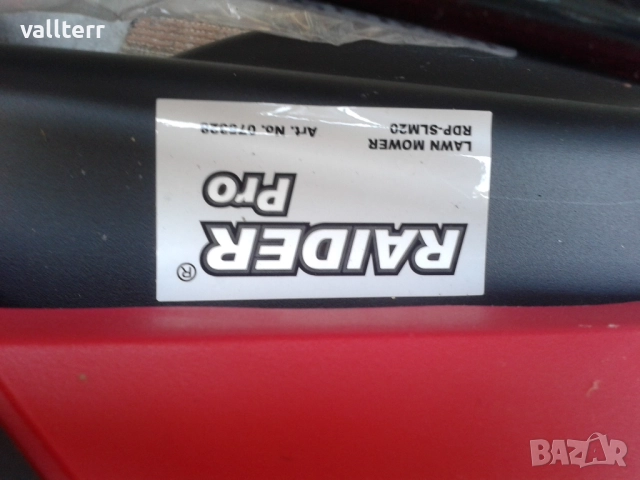 vallterr
RAIDER®
Pro
LAWN MOWER
RDP-SLM20
Art. No.
BAZAR